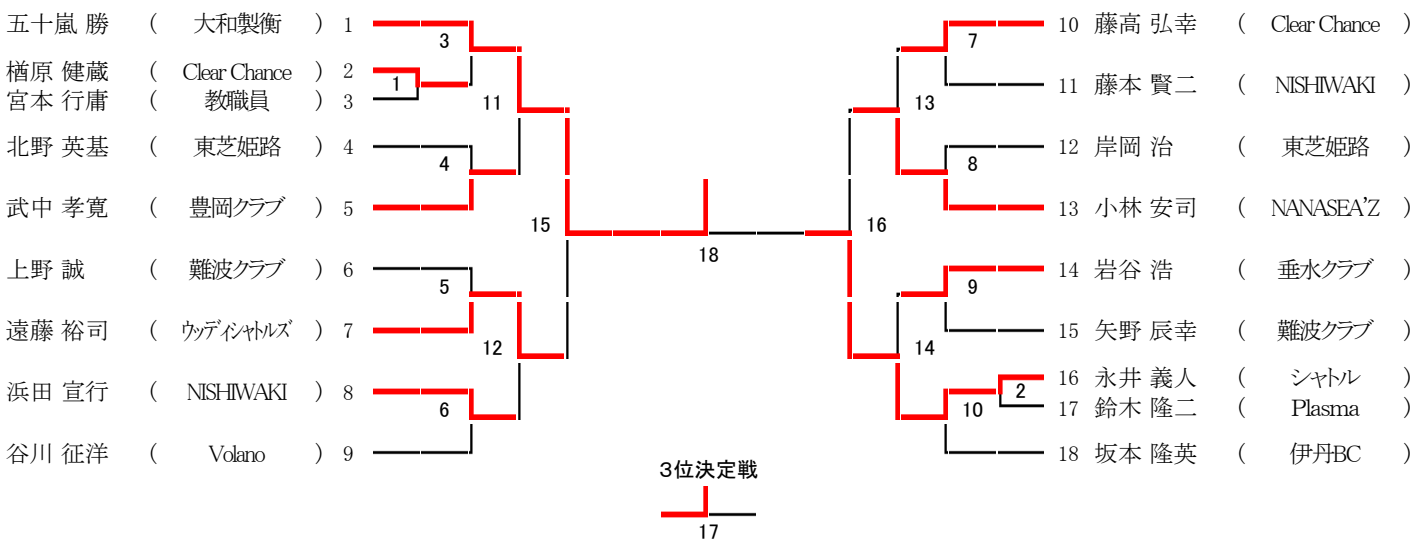 五十嵐 勝 ( 大和製衡 ) 1
楢原 健蔵 ( Clear Chance ) 2
宮本 行庸 ( 教職員 ) 3
北野 英基 ( 東芝姫路 ) 4
武中 孝寛 ( 豊岡クラブ ) 5
上野 誠 ( 難波クラブ ) 6
遠藤 裕司 ( ウッディシャトルズ ) 7
浜田 宣行 ( NISHIWAKI ) 8
谷川 征洋 ( Volano ) 9
3
1
11
4
15
5
12
6
18
7
13
8
16
9
14
2
10
10 藤高 弘幸 ( Clear Chance )
11 藤本 賢二 ( NISHIWAKI )
12 岸岡 治 ( 東芝姫路 )
13 小林 安司 ( NANASEA'Z )
14 岩谷 浩 ( 垂水クラブ )
15 矢野 辰幸 ( 難波クラブ )
16 永井 義人 ( シャトル )
17 鈴木 隆二 ( Plasma )
18 坂本 隆英 ( 伊丹BC )
3位決定戦
17